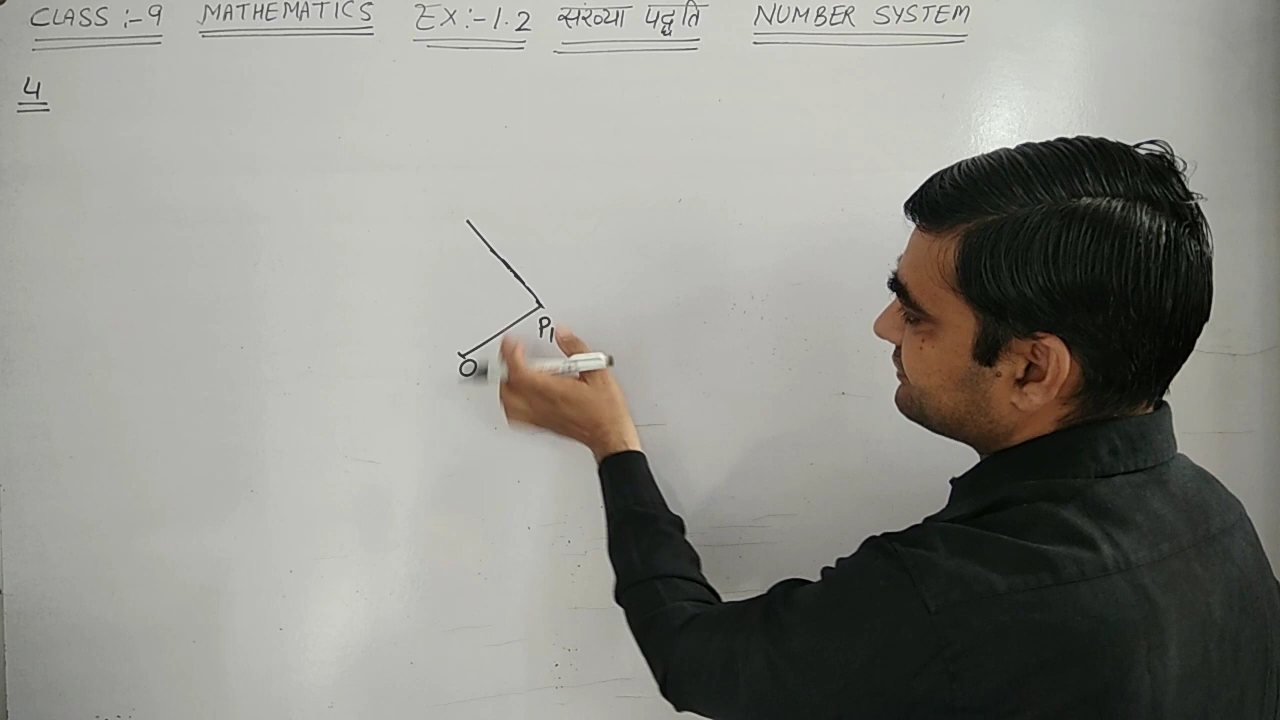 CLASS :- 9 MATHEMATICS EX:- 1.2 संख्या पद्धति NUMBER SYSTEM
4
P1
O